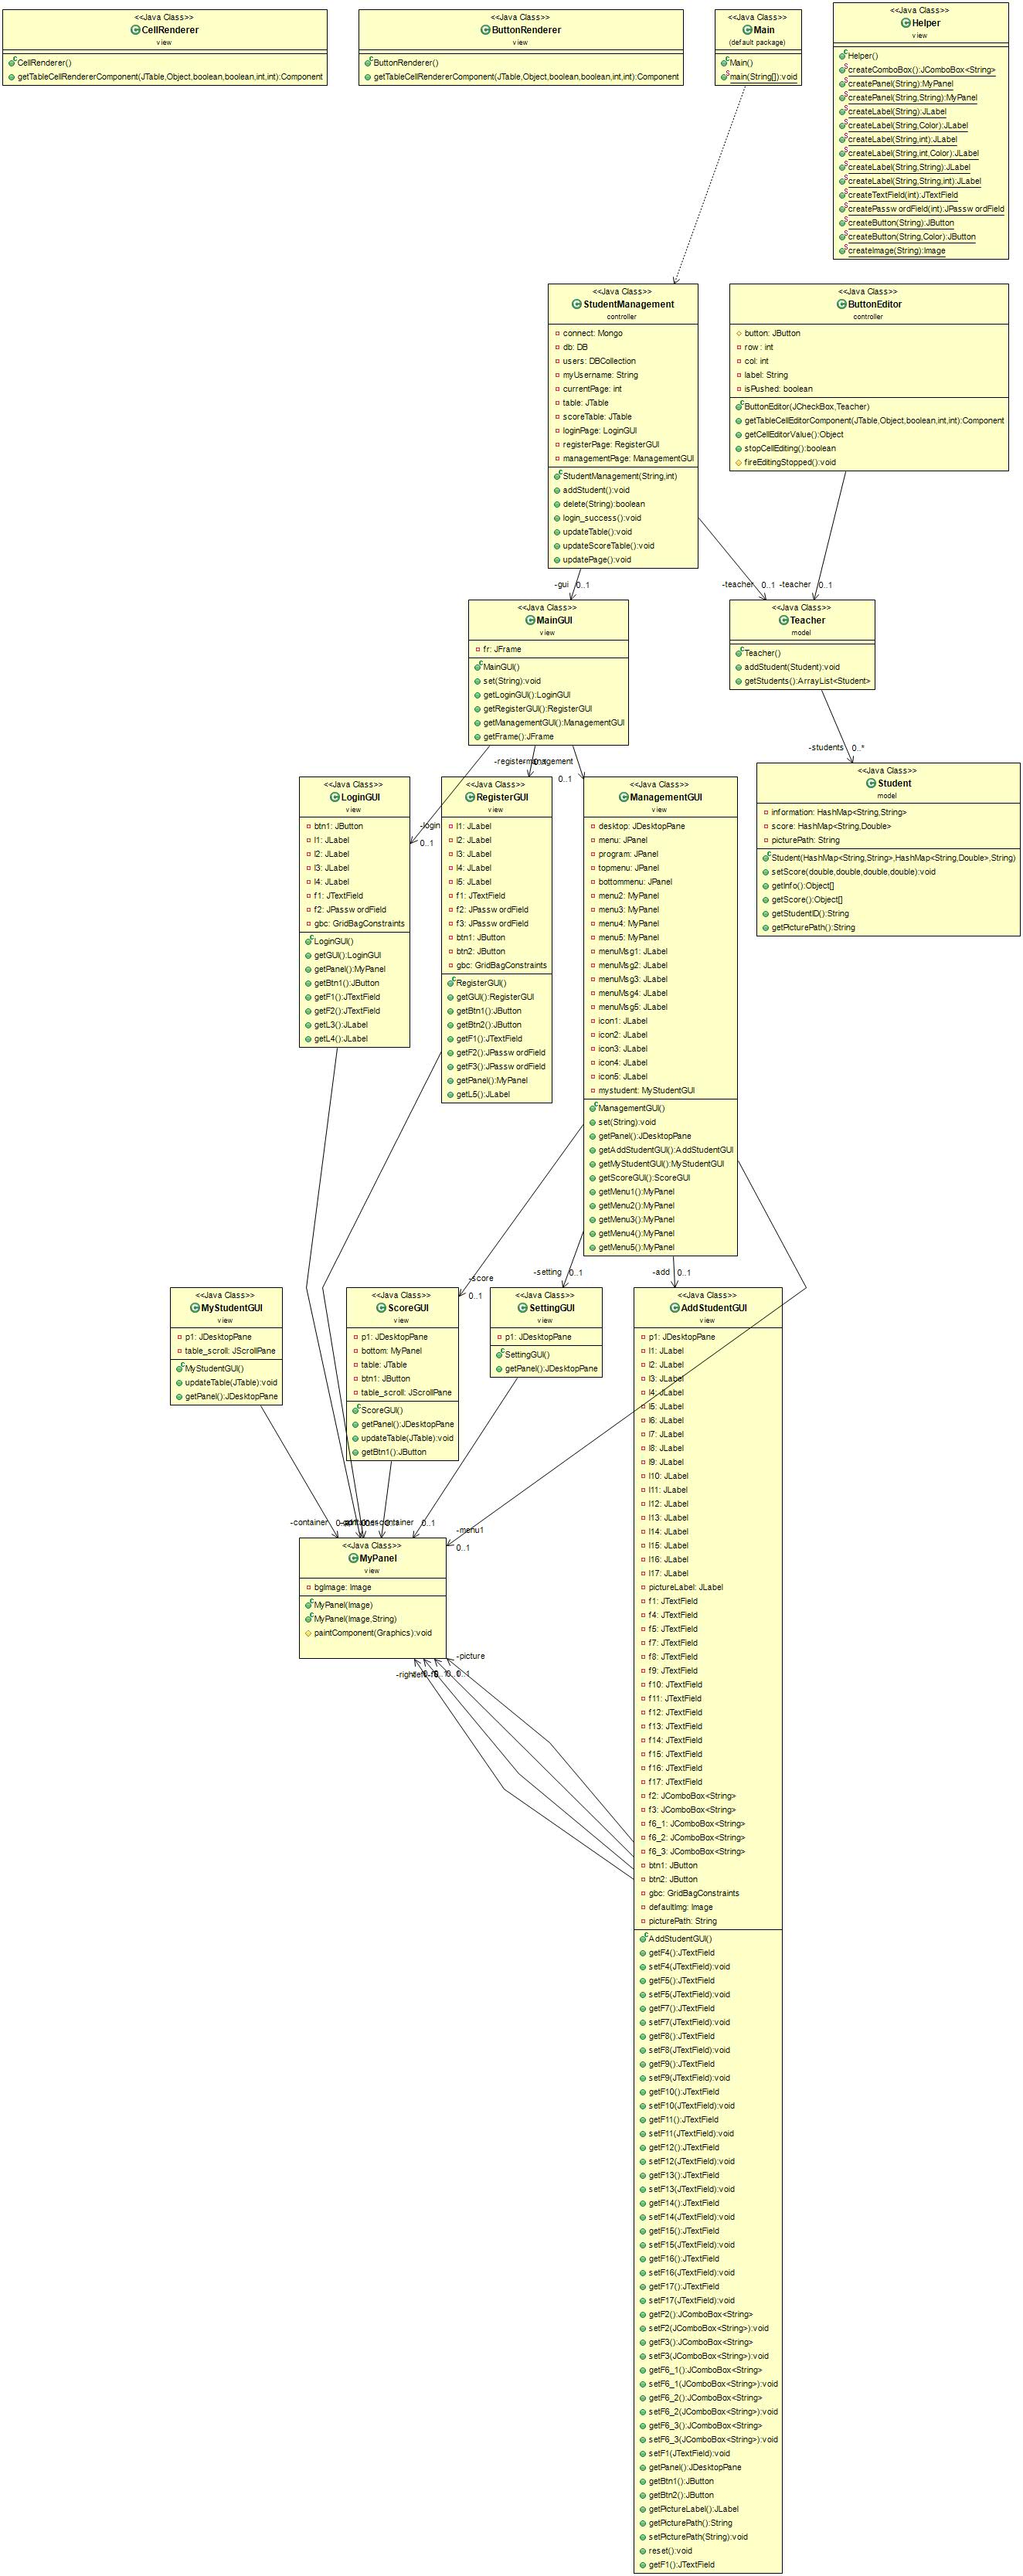 <<Java Class>>
CellRenderer
view
CellRenderer()
getTableCellRendererComponent(JTable,Object,boolean,boolean,int,int):Component
<<Java Class>>
ButtonRenderer
view
ButtonRenderer()
getTableCellRendererComponent(JTable,Object,boolean,boolean,int,int):Component
<<Java Class>>
Main
(default package)
Main()
main(String[]):void
<<Java Class>>
Helper
view
Helper()
createComboBox():JComboBox<String>
createPanel(String):MyPanel
createPanel(String,String):MyPanel
createLabel(String):JLabel
createLabel(String,Color):JLabel
createLabel(String,int):JLabel
createLabel(String,int,Color):JLabel
createLabel(String,String):JLabel
createLabel(String,String,int):JLabel
createTextField(int):JTextField
createPasswordField(int):JPasswordField
createButton(String):JButton
createButton(String,Color):JButton
createImage(String):Image
<<Java Class>>
StudentManagement
controller
connect: Mongo
db: DB
users: DBCollection
myUsername: String
currentPage: int
table: JTable
scoreTable: JTable
loginPage: LoginGUI
registerPage: RegisterGUI
managementPage: ManagementGUI
StudentManagement(String,int)
addStudent():void
delete(String):boolean
login_success():void
updateTable():void
updateScoreTable():void
updatePage():void
<<Java Class>>
ButtonEditor
controller
button: JButton
row: int
col: int
label: String
isPushed: boolean
ButtonEditor(JCheckBox,Teacher)
getTableCellEditorComponent(JTable,Object,boolean,int,int):Component
getCellEditorValue():Object
stopCellEditing():boolean
fireEditingStopped():void
-gui 0..1
-teacher 0..1
-teacher 0..1
<<Java Class>>
MainGUI
view
fr: JFrame
MainGUI()
set(String):void
getLoginGUI():LoginGUI
getRegisterGUI():RegisterGUI
getManagementGUI():ManagementGUI
getFrame():JFrame
<<Java Class>>
Teacher
model
Teacher()
addStudent(Student):void
getStudents():ArrayList<Student>
-students 0..*
<<Java Class>>
Student
model
information: HashMap<String,String>
score: HashMap<String,Double>
picturePath: String
Student(HashMap<String,String>,HashMap<String,Double>,String)
setScore(double,double,double,double):void
getInfo():Object[]
getScore():Object[]
getStudentID():String
getPicturePath():String
0..1
-login
0..1
<<Java Class>>
LoginGUI
view
btn1: JButton
l1: JLabel
l2: JLabel
l3: JLabel
l4: JLabel
f1: JTextField
f2: JPasswordField
gbc: GridBagConstraints
LoginGUI()
getGUI():LoginGUI
getPanel():MyPanel
getBtn1():JButton
getF1():JTextField
getF2():JTextField
getL3():JLabel
getL4():JLabel
<<Java Class>>
RegisterGUI
view
l1: JLabel
l2: JLabel
l3: JLabel
l4: JLabel
l5: JLabel
f1: JTextField
f2: JPasswordField
f3: JPasswordField
btn1: JButton
btn2: JButton
gbc: GridBagConstraints
RegisterGUI()
getGUI():RegisterGUI
getBtn1():JButton
getBtn2():JButton
getF1():JTextField
getF2():JPasswordField
getF3():JPasswordField
getPanel():MyPanel
getL5():JLabel
<<Java Class>>
ManagementGUI
view
desktop: JDesktopPane
menu: JPanel
program: JPanel
topmenu: JPanel
bottommenu: JPanel
menu2: MyPanel
menu3: MyPanel
menu4: MyPanel
menu5: MyPanel
menuMsg1: JLabel
menuMsg2: JLabel
menuMsg3: JLabel
menuMsg4: JLabel
menuMsg5: JLabel
icon1: JLabel
icon2: JLabel
icon3: JLabel
icon4: JLabel
icon5: JLabel
mystudent: MyStudentGUI
ManagementGUI()
set(String):void
getPanel():JDesktopPane
getAddStudentGUI():AddStudentGUI
getMyStudentGUI():MyStudentGUI
getScoreGUI():ScoreGUI
getMenu1():MyPanel
getMenu2():MyPanel
getMenu3():MyPanel
getMenu4():MyPanel
getMenu5():MyPanel
-score
0..1
-setting 0..1
-add 0..1
<<Java Class>>
MyStudentGUI
view
p1: JDesktopPane
table_scroll: JScrollPane
MyStudentGUI()
updateTable(JTable):void
getPanel():JDesktopPane
<<Java Class>>
ScoreGUI
view
p1: JDesktopPane
bottom: MyPanel
table: JTable
btn1: JButton
table_scroll: JScrollPane
ScoreGUI()
getPanel():JDesktopPane
updateTable(JTable):void
getBtn1():JButton
<<Java Class>>
SettingGUI
view
p1: JDesktopPane
SettingGUI()
getPanel():JDesktopPane
<<Java Class>>
AddStudentGUI
view
p1: JDesktopPane
l1: JLabel
l2: JLabel
l3: JLabel
l4: JLabel
l5: JLabel
l6: JLabel
l7: JLabel
l8: JLabel
l9: JLabel
l10: JLabel
l11: JLabel
l12: JLabel
l13: JLabel
l14: JLabel
l15: JLabel
l16: JLabel
l17: JLabel
pictureLabel: JLabel
f1: JTextField
f4: JTextField
f5: JTextField
f7: JTextField
f8: JTextField
f9: JTextField
f10: JTextField
f11: JTextField
f12: JTextField
f13: JTextField
f14: JTextField
f15: JTextField
f16: JTextField
f17: JTextField
f2: JComboBox<String>
f3: JComboBox<String>
f6_1: JComboBox<String>
f6_2: JComboBox<String>
f6_3: JComboBox<String>
btn1: JButton
btn2: JButton
gbc: GridBagConstraints
defaultImg: Image
picturePath: String
AddStudentGUI()
getF4():JTextField
setF4(JTextField):void
getF5():JTextField
setF5(JTextField):void
getF7():JTextField
setF7(JTextField):void
getF8():JTextField
setF8(JTextField):void
getF9():JTextField
setF9(JTextField):void
getF10():JTextField
setF10(JTextField):void
getF11():JTextField
setF11(JTextField):void
getF12():JTextField
setF12(JTextField):void
getF13():JTextField
setF13(JTextField):void
getF14():JTextField
setF14(JTextField):void
getF15():JTextField
setF15(JTextField):void
getF16():JTextField
setF16(JTextField):void
getF17():JTextField
setF17(JTextField):void
getF2():JComboBox<String>
setF2(JComboBox<String>):void
getF3():JComboBox<String>
setF3(JComboBox<String>):void
getF6_1():JComboBox<String>
setF6_1(JComboBox<String>):void
getF6_2():JComboBox<String>
setF6_2(JComboBox<String>):void
getF6_3():JComboBox<String>
setF6_3(JComboBox<String>):void
setF1(JTextField):void
getPanel():JDesktopPane
getBtn1():JButton
getBtn2():JButton
getPictureLabel():JLabel
getPicturePath():String
setPicturePath(String):void
reset():void
getF1():JTextField
-container
0..1
-menu1
0..1
<<Java Class>>
MyPanel
view
bgImage: Image
MyPanel(Image)
MyPanel(Image,String)
paintComponent(Graphics):void
-picture
0..1